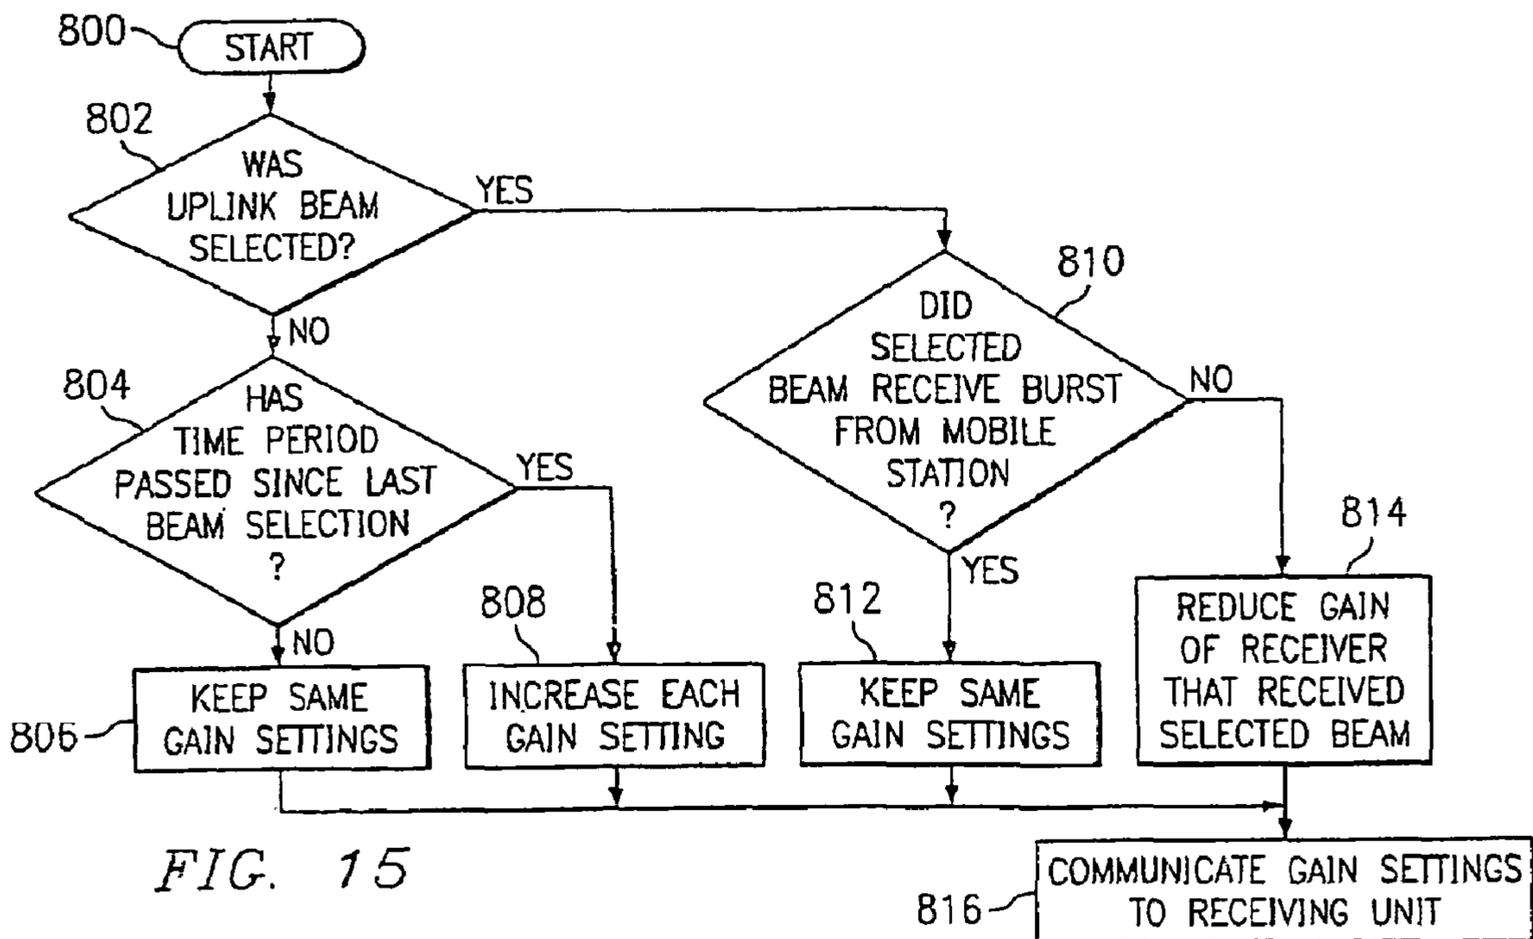 800
START
802
WAS
UPLINK BEAM
SELECTED?
YES
NO
804
HAS
TIME PERIOD
PASSED SINCE LAST
BEAM SELECTION
?
YES
NO
810
DID
SELECTED
BEAM RECEIVE BURST
FROM MOBILE
STATION
?
NO
YES
806
KEEP SAME
GAIN SETTINGS
808
INCREASE EACH
GAIN SETTING
812
KEEP SAME
GAIN SETTINGS
814
REDUCE GAIN
OF RECEIVER
THAT RECEIVED
SELECTED BEAM
816
COMMUNICATE GAIN SETTINGS
TO RECEIVING UNIT
FIG. 15